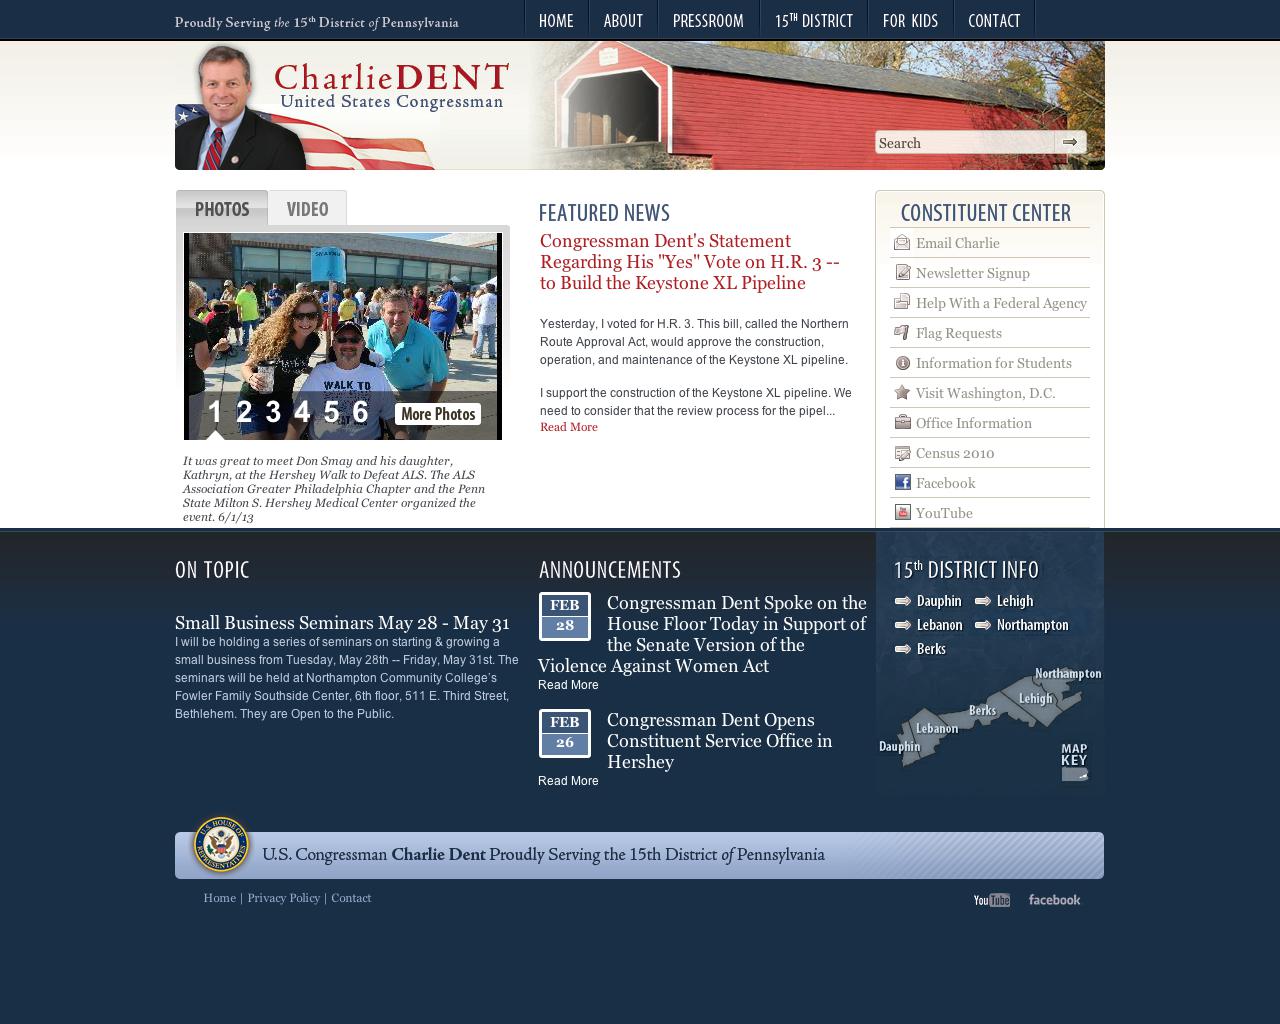 Proudly Serving the 15th District of Pennsylvania
HOME
ABOUT
PRESSROOM
15TH DISTRICT
FOR KIDS
CONTACT
CharlieDENT
United States Congressman
Search
PHOTOS
VIDEO
WALK TO
1 2 3 4 5 6
More Photos
It was great to meet Don Smay and his daughter,
Kathryn, at the Hershey Walk to Defeat ALS. The ALS
Association Greater Philadelphia Chapter and the Penn
State Milton S. Hershey Medical Center organized the
event. 6/1/13
FEATURED NEWS
Congressman Dent's Statement
Regarding His "Yes" Vote on H.R. 3 --
to Build the Keystone XL Pipeline
Yesterday, I voted for H.R. 3. This bill, called the Northern
Route Approval Act, would approve the construction,
operation, and maintenance of the Keystone XL pipeline.
I support the construction of the Keystone XL pipeline. We
need to consider that the review process for the pipel...
Read More
CONSTITUENT CENTER
Email Charlie
Newsletter Signup
Help With a Federal Agency
Flag Requests
Information for Students
Visit Washington, D.C.
Office Information
Census 2010
Facebook
YouTube
ON TOPIC
Small Business Seminars May 28 - May 31
I will be holding a series of seminars on starting & growing a
small business from Tuesday, May 28th -- Friday, May 31st. The
seminars will be held at Northampton Community College's
Fowler Family Southside Center, 6th floor, 511 E. Third Street,
Bethlehem. They are Open to the Public.
ANNOUNCEMENTS
FEB
28
Congressman Dent Spoke on the
House Floor Today in Support of
the Senate Version of the
Violence Against Women Act
Read More
FEB
26
Congressman Dent Opens
Constituent Service Office in
Hershey
Read More
15th DISTRICT INFO
Dauphin
Lehigh
Lebanon
Northampton
Berks
Northampton
Lehigh
Berks
Lebanon
Dauphin
MAP
KEY
U.S. HOUSE OF
REPRESENTATIVES
U.S. Congressman Charlie Dent Proudly Serving the 15th District of Pennsylvania
Home | Privacy Policy | Contact
YouTube
facebook